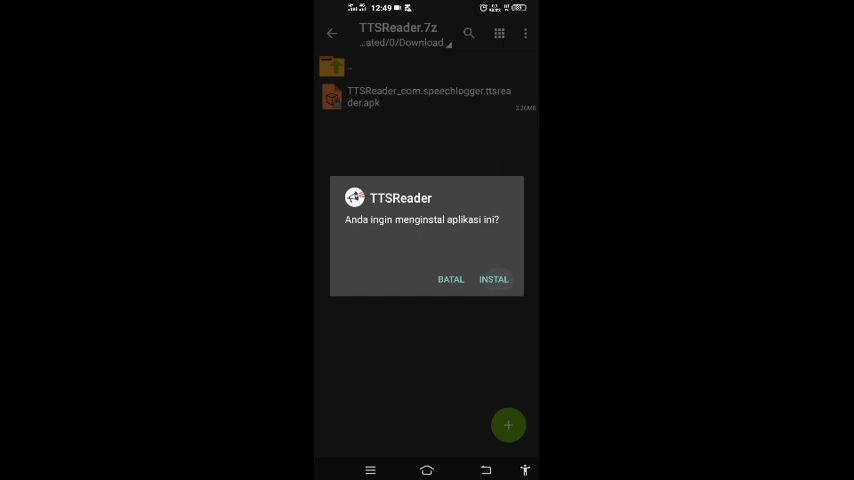 12:49
TTSReader.7z
...ated/0/Download
..
TTSReader_com.speechlogger.ttsrea
der.apk
3.26MB
TTSReader
Anda ingin menginstal aplikasi ini?
BATAL INSTAL